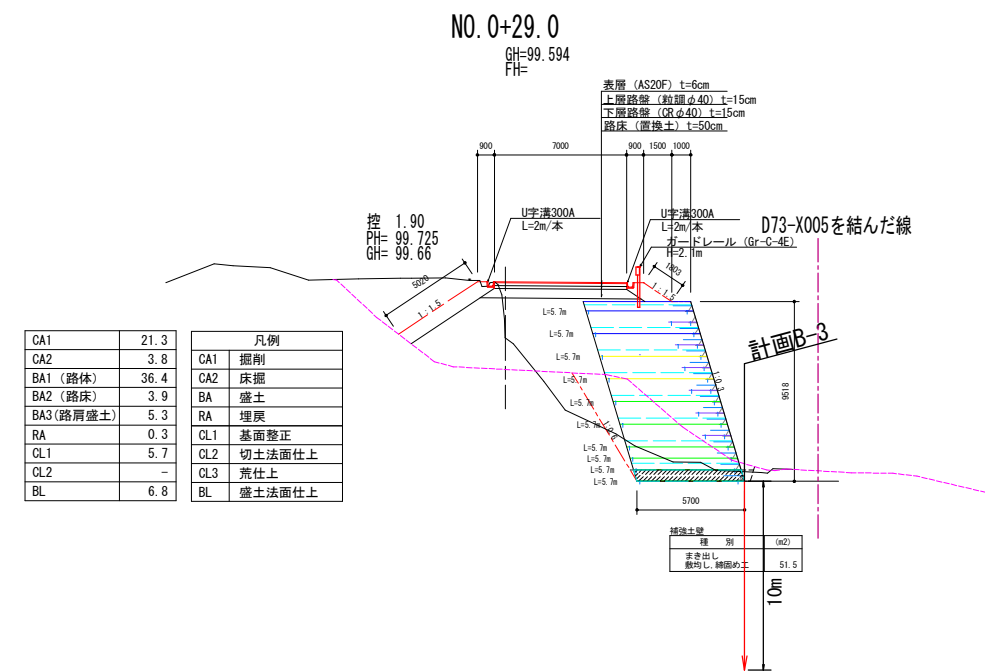 NO. 0+29.0
GH=99.594
FH=
表層 (AS20F) t=6cm
上層路盤 (粒調φ40) t=15cm
下層路盤 (CRφ40) t=15cm
路床 (置換土) t=50cm
900 7000 900 1500 1000
U字溝300A
L=2m/本
U字溝300A
L=2m/本
ガードレール (Gr-C-4E)
H=2.1m
D73-X005を結んだ線
控 1.90
PH= 99.725
GH= 99.66
5020
1:1.5
1803
1:1.5
L=5.7m
L=5.7m
L=5.7m
L=5.7m
L=5.7m
L=5.7m
L=5.7m
L=5.7m
L=5.7m
1:0.3
計画B-3
9518
5700
10m
CA1 21.3
CA2 3.8
BA1 (路体) 36.4
BA2 (路床) 3.9
BA3(路肩盛土) 5.3
RA 0.3
CL1 5.7
CL2 −
BL 6.8
凡例
CA1 掘削
CA2 床掘
BA 盛土
RA 埋戻
CL1 基面整正
CL2 切土法面仕上
CL3 荒仕上
BL 盛土法面仕上
補強土壁
種 別 (m2)
まき出し
敷均し、締固め工 51.5